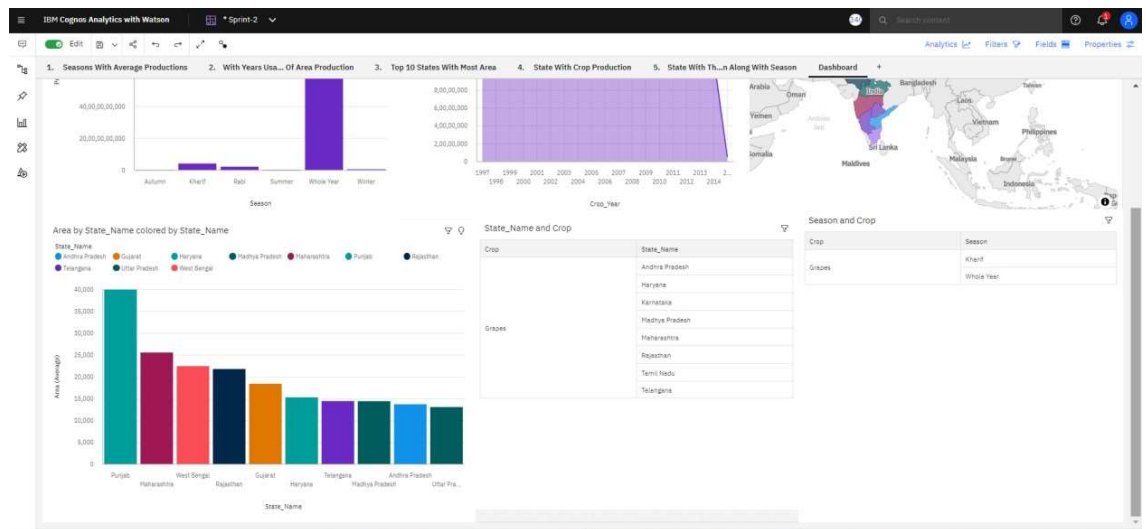 IBM Cognos Analytics with Watson
* Sprint-2
Search content
Edit
Analytics
Filters
Fields
Properties
1. Seasons With Average Productions
2. With Years Usa... Of Area Production
3. Top 10 States With Most Area
4. State With Crop Production
5. State With Th...n Along With Season
Dashboard
+
40,00,00,00,000
20,00,00,00,000
0
Autumn Kharif Rabi Summer Whole Year Winter
Season
8,00,00,000
6,00,00,000
4,00,00,000
2,00,00,000
0
1997 1999 2001 2003 2005 2007 2009 2011 2013 2...
1998 2000 2002 2004 2006 2008 2010 2012 2014
Crop_Year
Arabia
Oman
Yemen
Arabian
Sea
Somalia
India
Bangladesh
Taiwan
Laos
Vietnam
Philippines
Sri Lanka
Maldives
Malaysia
Brunei
Indonesia
Area by State_Name colored by State_Name
State_Name
Andhra Pradesh Gujarat Haryana Madhya Pradesh Maharashtra Punjab Rajasthan
Telangana Uttar Pradesh West Bengal
40,000
35,000
30,000
25,000
20,000
15,000
10,000
5,000
0
Area (Average)
Punjab West Bengal Gujarat Telangana Andhra Pradesh
Maharashtra Rajasthan Haryana Madhya Pradesh Uttar Pra...
State_Name
State_Name and Crop
Crop State_Name
Grapes
Andhra Pradesh
Haryana
Karnataka
Madhya Pradesh
Maharashtra
Rajasthan
Tamil Nadu
Telangana
Season and Crop
Crop Season
Grapes
Kharif
Whole Year